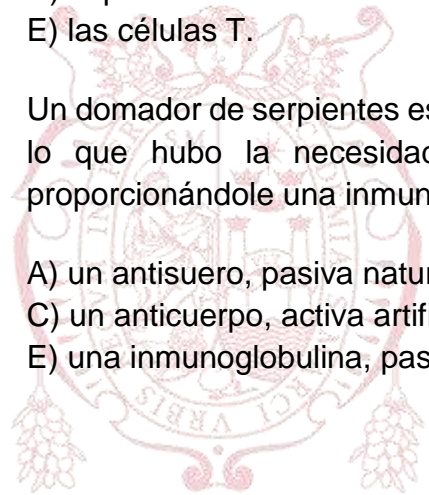 E) las células T.
Un domador de serpientes es
lo que hubo la necesidad
proporcionándole una inmun
A) un antisuero, pasiva natur
C) un anticuerpo, activa artifi
E) una inmunoglobulina, pas